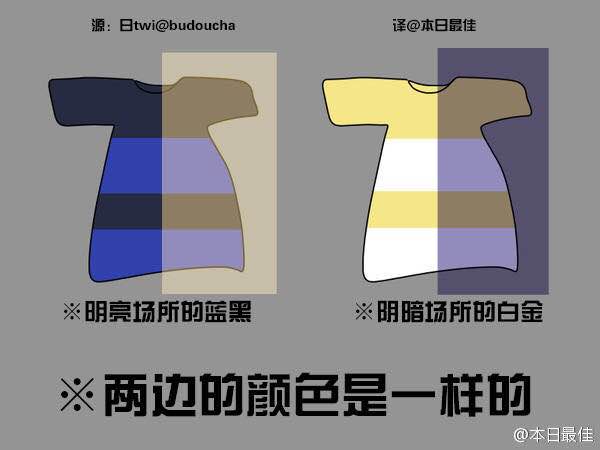 源：日twi@budoucha
译@本日最佳
※明亮场所的蓝黑
※阴暗场所的白金
※两边的颜色是一样的
@本日最佳